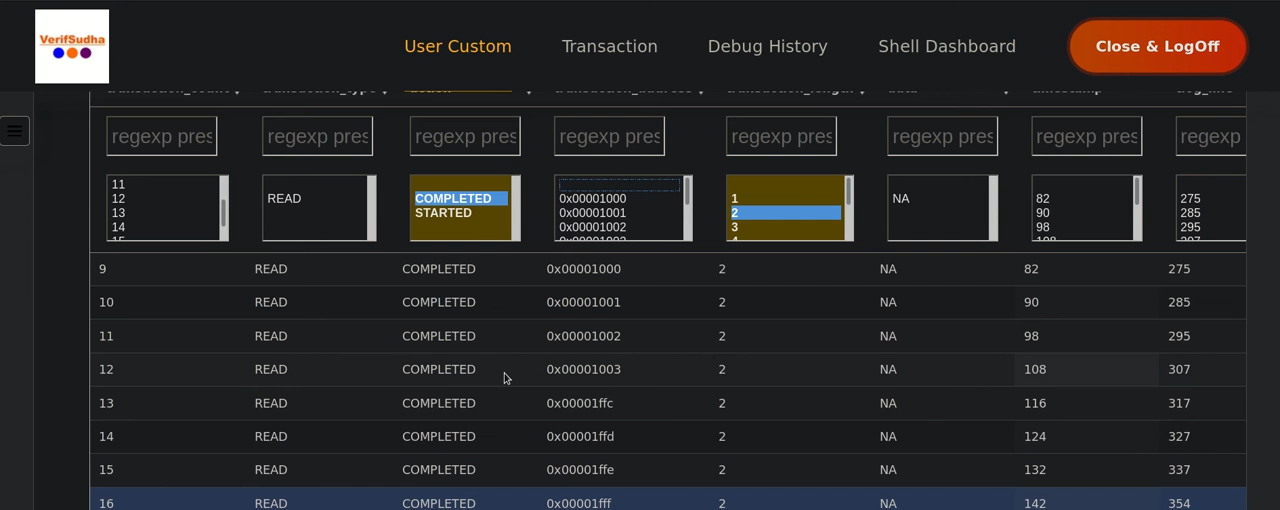 VerifSudha
User Custom Transaction Debug History Shell Dashboard Close & LogOff
regexp pres regexp pres regexp pres regexp pres regexp pres regexp pres regexp pres regexp
11
12 READ COMPLETED 0x00001000 1 NA 82 275
13 STARTED 0x00001001 2 90 285
14 0x00001002 3 98 295
9 READ COMPLETED 0x00001000 2 NA 82 275
10 READ COMPLETED 0x00001001 2 NA 90 285
11 READ COMPLETED 0x00001002 2 NA 98 295
12 READ COMPLETED 0x00001003 2 NA 108 307
13 READ COMPLETED 0x00001ffc 2 NA 116 317
14 READ COMPLETED 0x00001ffd 2 NA 124 327
15 READ COMPLETED 0x00001ffe 2 NA 132 337
16 READ COMPLETED 0x00001fff 2 NA 142 354